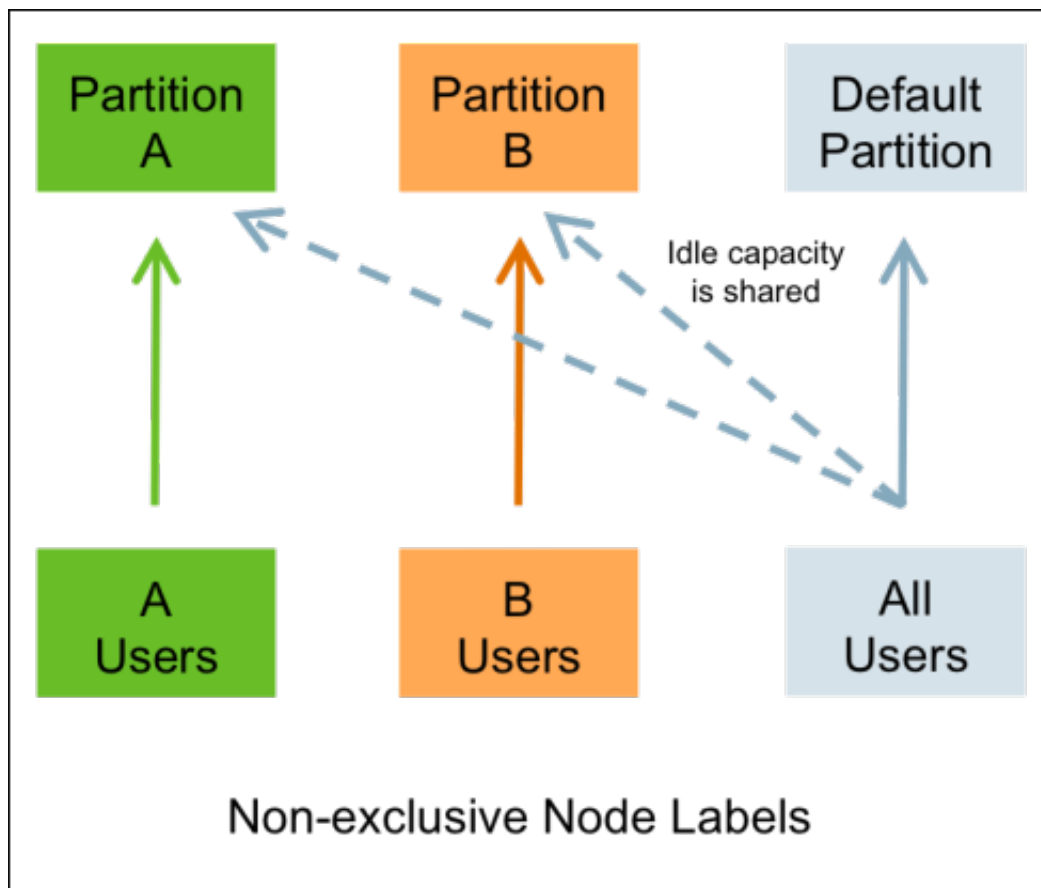 Partition
A
Partition
B
Default
Partition
Idle capacity
is shared
A
Users
B
Users
All
Users
Non-exclusive Node Labels